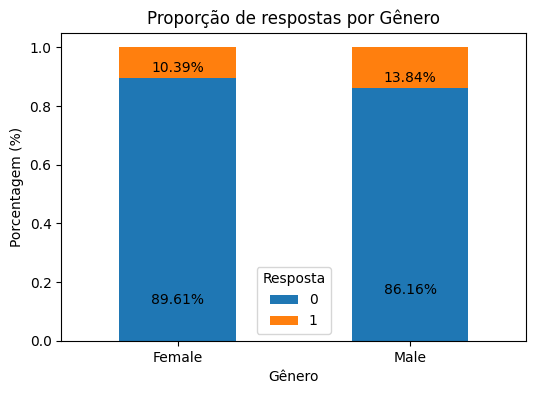 Proporção de respostas por Gênero
Porcentagem (%)
1.0
0.8
0.6
0.4
0.2
0.0
10.39%
13.84%
89.61%
86.16%
Resposta
0
1
Female
Male
Gênero